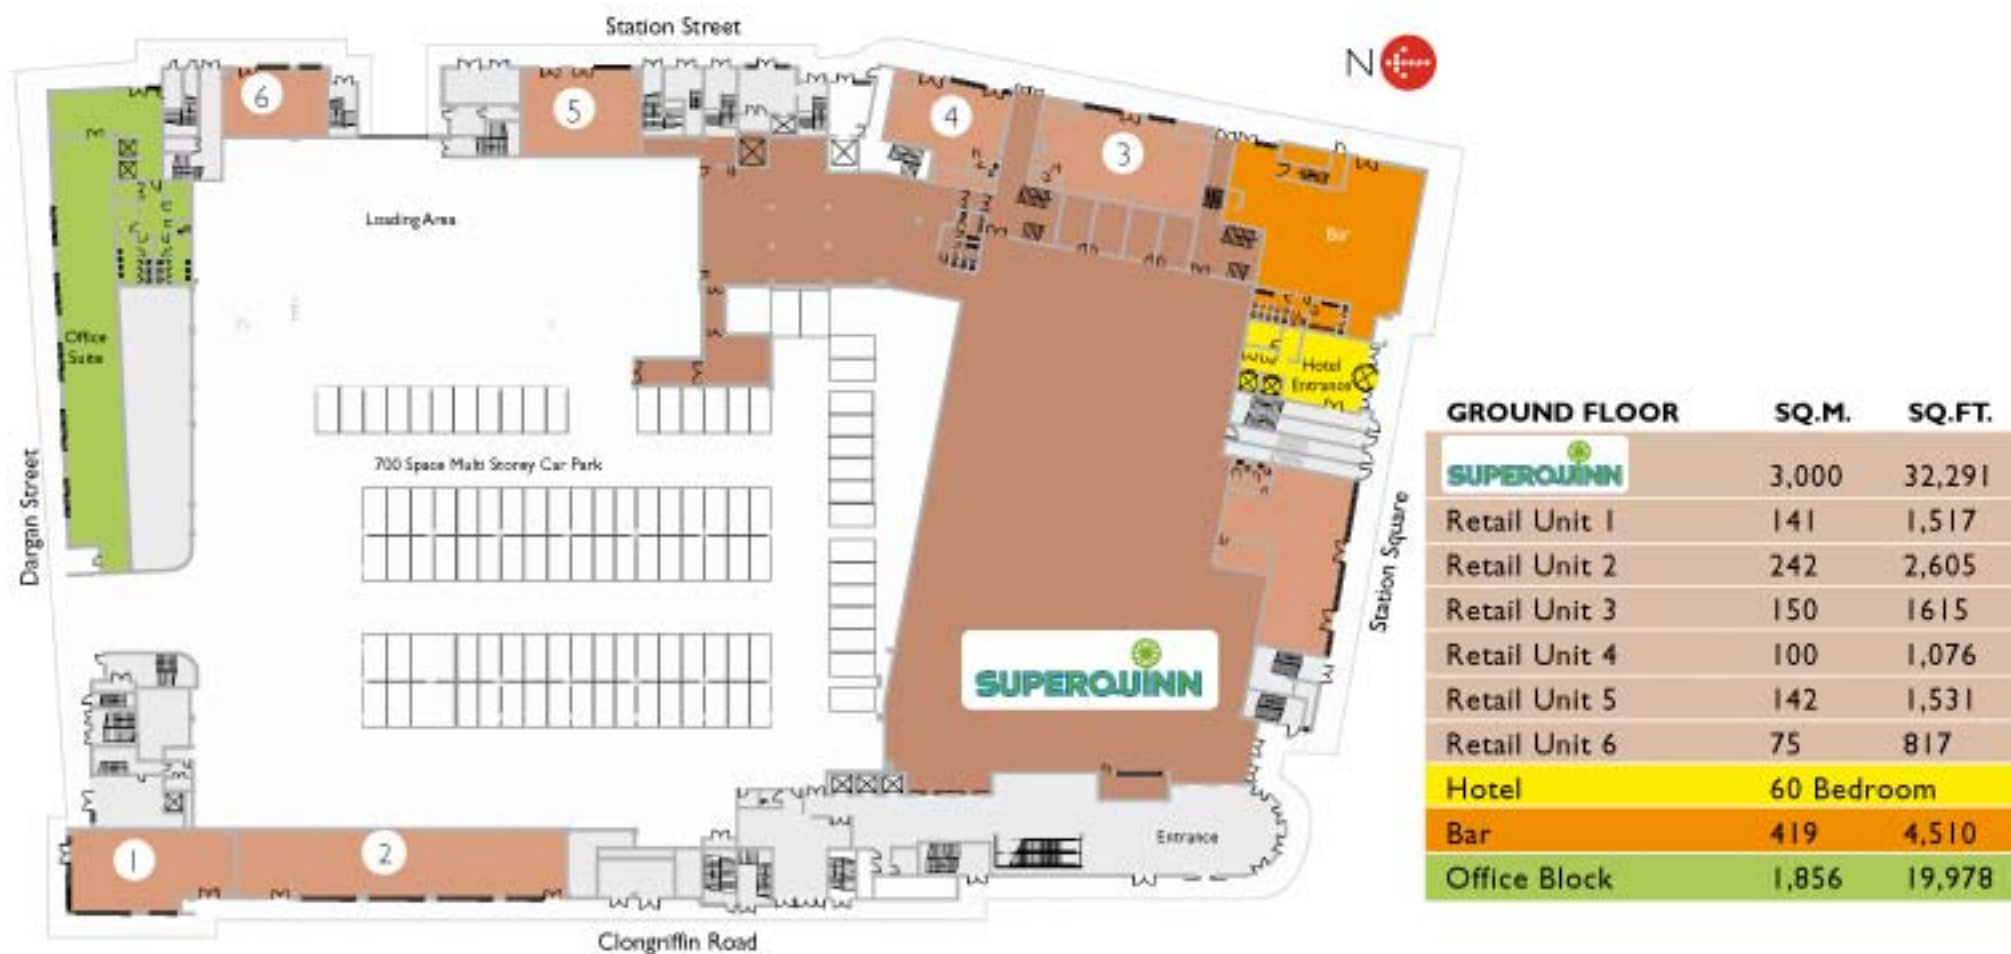 Station Street
N
6
5
4
3
Loading Area
Bar
Office
Suite
Hotel
Entrance
700 Space Multi Storey Car Park
Dargan Street
Station Square
SUPERQUINN
1
2
Entrance
Clongriffin Road
GROUND FLOOR SQ.M. SQ.FT.
SUPERQUINN 3,000 32,291
Retail Unit 1 141 1,517
Retail Unit 2 242 2,605
Retail Unit 3 150 1615
Retail Unit 4 100 1,076
Retail Unit 5 142 1,531
Retail Unit 6 75 817
Hotel 60 Bedroom
Bar 419 4,510
Office Block 1,856 19,978